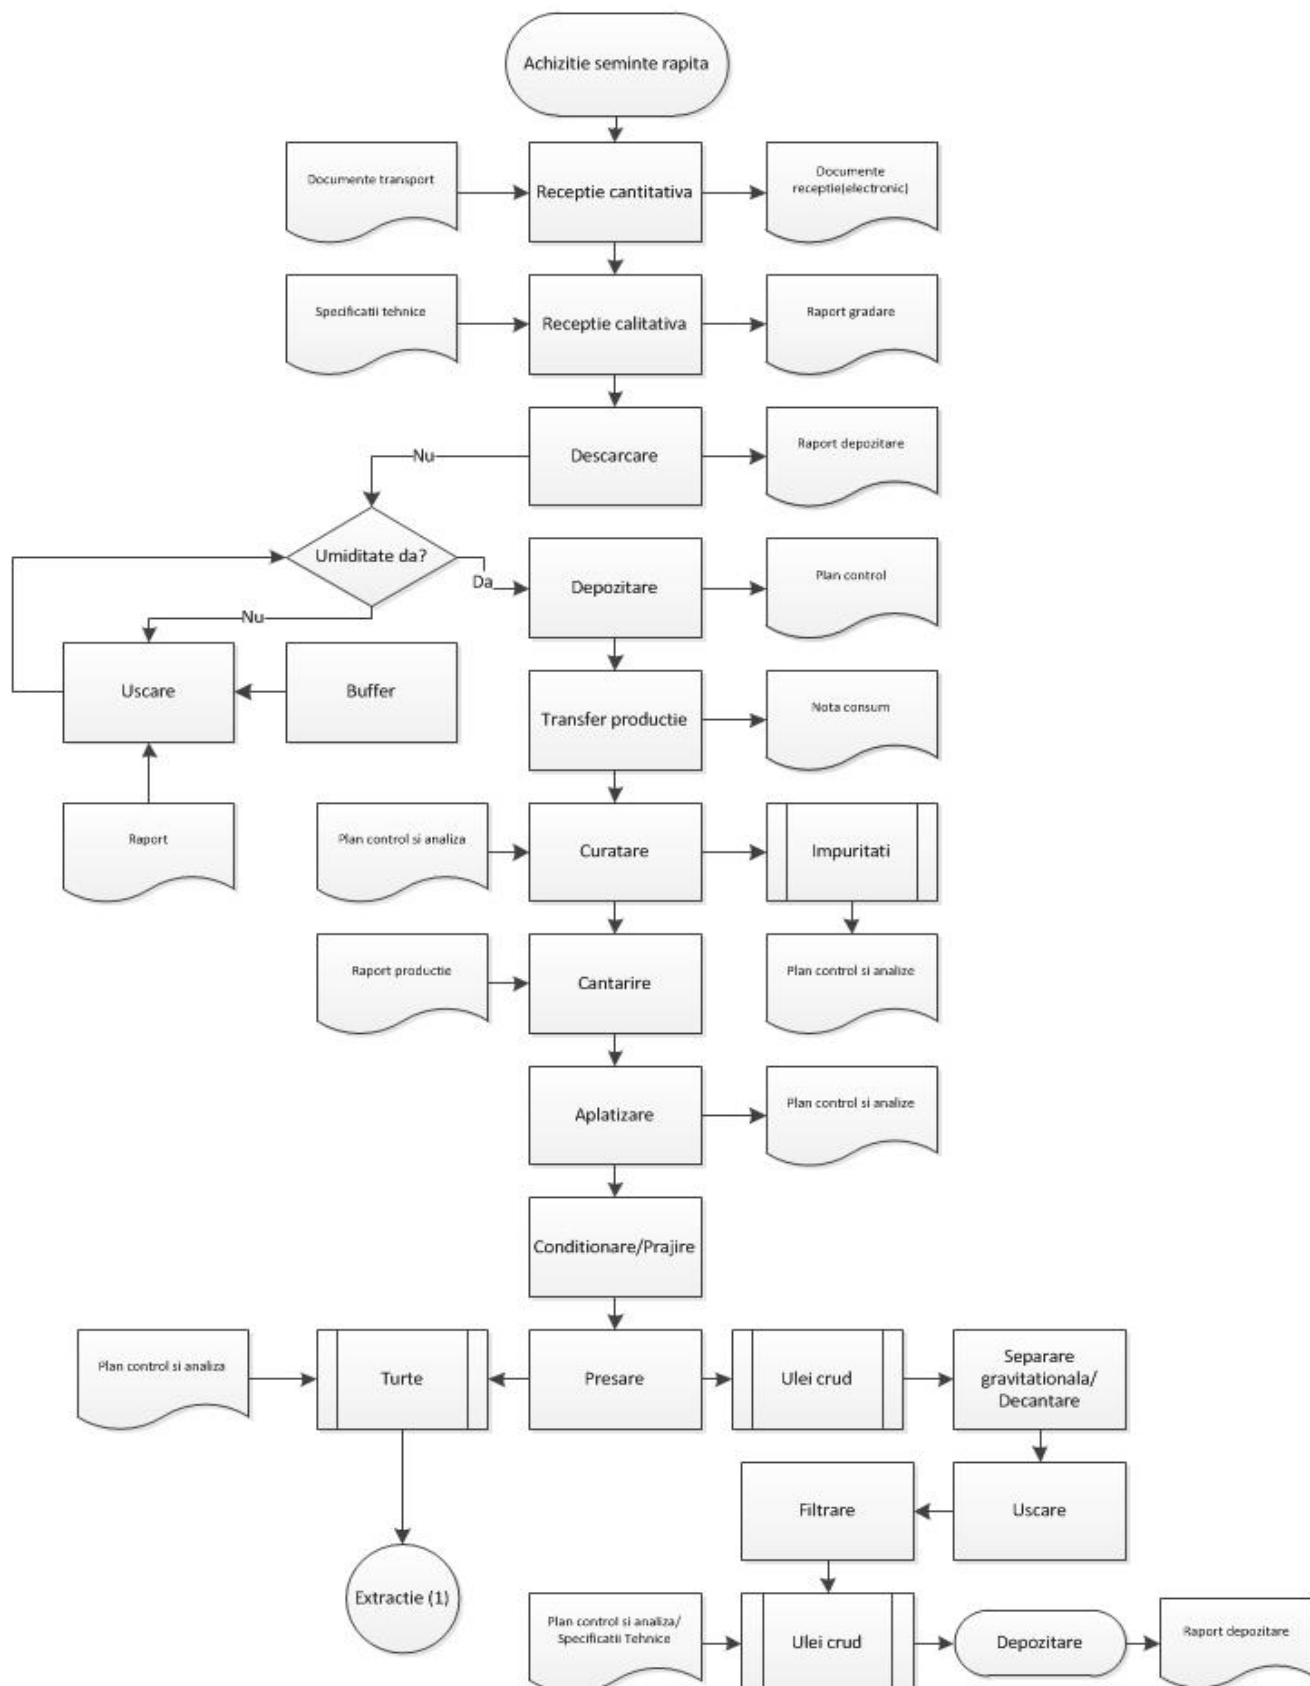 Achizitie seminte rapita
Documente transport
Receptie cantitativa
Documente
receptie(electronic)
Specificatii tehnice
Receptie calitativa
Raport gradare
Nu
Descarcare
Raport depozitare
Umiditate da?
Da
Depozitare
Plan control
Nu
Uscare
Buffer
Transfer productie
Nota consum
Raport
Plan control si analiza
Curatare
Impuritati
Raport productie
Cantarire
Plan control si analize
Aplatizare
Plan control si analize
Conditionare/Prajire
Plan control si analiza
Turte
Presare
Ulei crud
Separare
gravitationala/
Decantare
Filtrare
Uscare
Extractie (1)
Plan control si analiza/
Specificatii Tehnice
Ulei crud
Depozitare
Raport depozitare